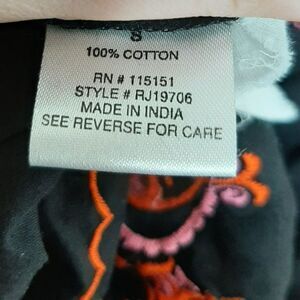 S
100% COTTON
RN # 115151
STYLE # RJ19706
MADE IN INDIA
SEE REVERSE FOR CARE